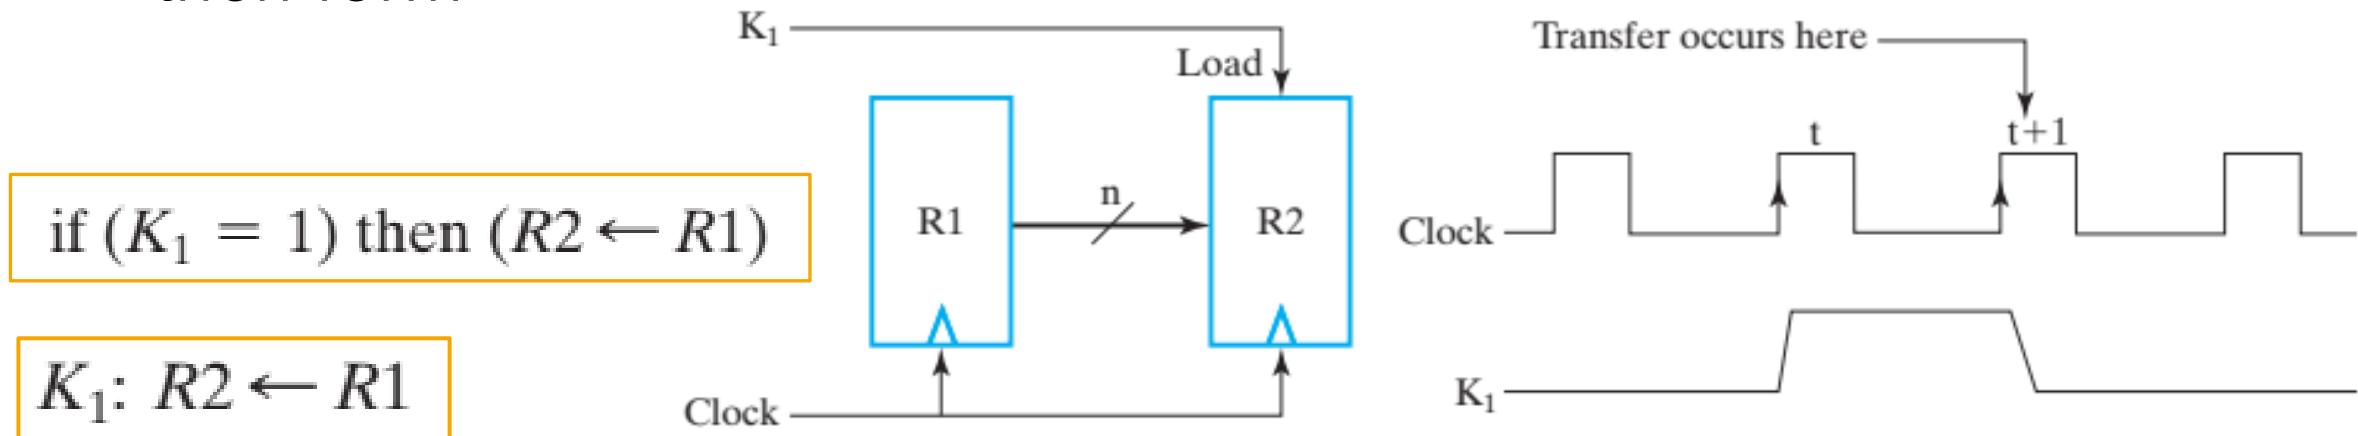 if (K₁ = 1) then (R2 ← R1)
K₁: R2 ← R1
K₁
Load
R1
n
R2
Clock
Transfer occurs here
t
t+1
Clock
K₁